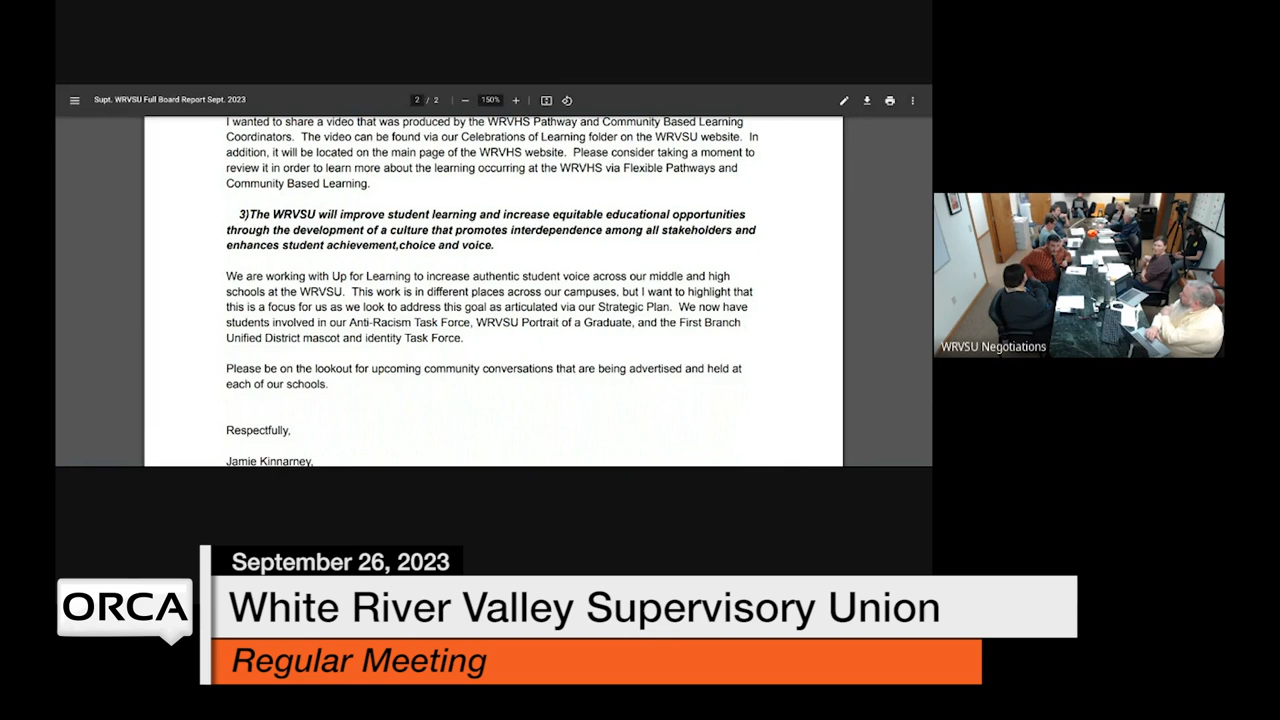 Supt. WRVSU Full Board Report Sept. 2023
2 / 2 — 150% +
I wanted to share a video that was produced by the WRVHS Pathway and Community Based Learning
Coordinators. The video can be found via our Celebrations of Learning folder on the WRVSU website. In
addition, it will be located on the main page of the WRVHS website. Please consider taking a moment to
review it in order to learn more about the learning occurring at the WRVHS via Flexible Pathways and
Community Based Learning.
3)The WRVSU will improve student learning and increase equitable educational opportunities
through the development of a culture that promotes interdependence among all stakeholders and
enhances student achievement,choice and voice.
We are working with Up for Learning to increase authentic student voice across our middle and high
schools at the WRVSU. This work is in different places across our campuses, but I want to highlight that
this is a focus for us as we look to address this goal as articulated via our Strategic Plan. We now have
students involved in our Anti-Racism Task Force, WRVSU Portrait of a Graduate, and the First Branch
Unified District mascot and identity Task Force.
Please be on the lookout for upcoming community conversations that are being advertised and held at
each of our schools.
Respectfully,
Jamie Kinnarney,
WRVSU Negotiations
September 26, 2023
ORCA
White River Valley Supervisory Union
Regular Meeting